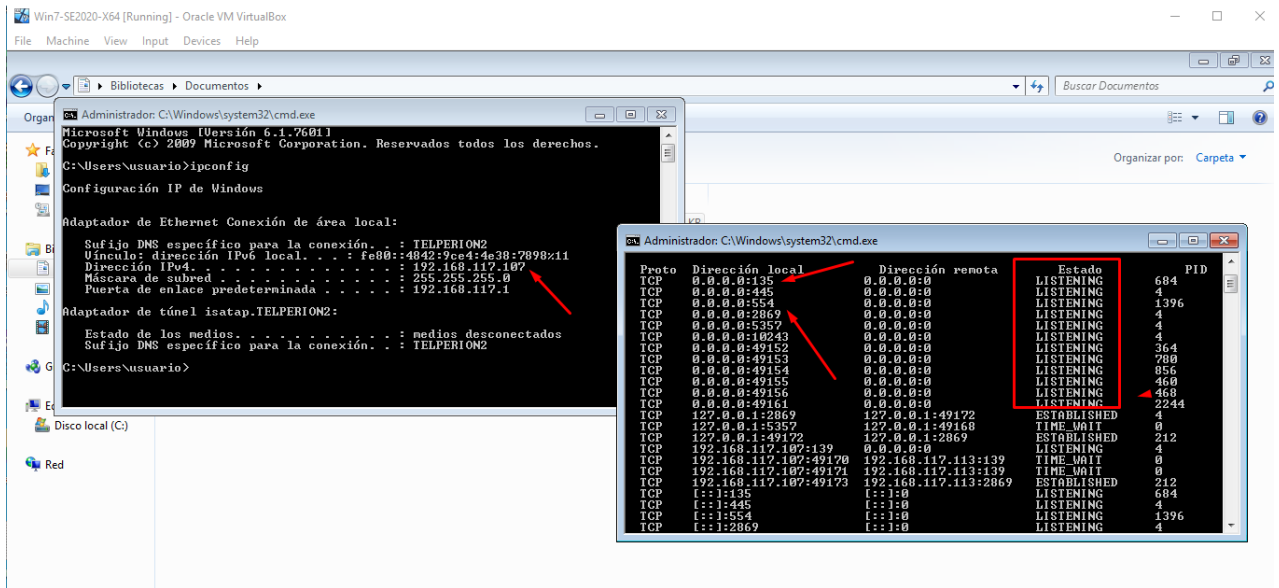 Win7-SE2020-X64 [Running] - Oracle VM VirtualBox
File Machine View Input Devices Help
Bibliotecas Documentos
Buscar Documentos
Organ
Organizar por: Carpeta
Fa
Bi
G
Ec
Disco local (C:)
Red
Administrador: C:\Windows\system32\cmd.exe
Microsoft Windows [Versión 6.1.7601]
Copyright (c) 2009 Microsoft Corporation. Reservados todos los derechos.
C:\Users\usuario>ipconfig
Configuración IP de Windows
Adaptador de Ethernet Conexión de área local:
Sufijo DNS específico para la conexión. . : TELPERION2
Vínculo: dirección IPv6 local. . . : fe80::4842:9ce4:4e38:7898%11
Dirección IPv4. . . . . . . . . . . . . . : 192.168.117.107
Máscara de subred . . . . . . . . . . . . : 255.255.255.0
Puerta de enlace predeterminada . . . . . : 192.168.117.1
Adaptador de túnel isatap.TELPERION2:
Estado de los medios. . . . . . . . . . . : medios desconectados
Sufijo DNS específico para la conexión. . : TELPERION2
C:\Users\usuario>
Administrador: C:\Windows\system32\cmd.exe
Proto Dirección local Dirección remota Estado PID
TCP 0.0.0.0:135 0.0.0.0:0 LISTENING 684
TCP 0.0.0.0:445 0.0.0.0:0 LISTENING 4
TCP 0.0.0.0:554 0.0.0.0:0 LISTENING 1396
TCP 0.0.0.0:2869 0.0.0.0:0 LISTENING 4
TCP 0.0.0.0:5357 0.0.0.0:0 LISTENING 4
TCP 0.0.0.0:10243 0.0.0.0:0 LISTENING 4
TCP 0.0.0.0:49152 0.0.0.0:0 LISTENING 364
TCP 0.0.0.0:49153 0.0.0.0:0 LISTENING 780
TCP 0.0.0.0:49154 0.0.0.0:0 LISTENING 856
TCP 0.0.0.0:49155 0.0.0.0:0 LISTENING 460
TCP 0.0.0.0:49156 0.0.0.0:0 LISTENING 468
TCP 0.0.0.0:49161 0.0.0.0:0 LISTENING 2244
TCP 127.0.0.1:2869 127.0.0.1:49172 ESTABLISHED 4
TCP 127.0.0.1:5357 127.0.0.1:49168 TIME_WAIT 0
TCP 127.0.0.1:49172 127.0.0.1:2869 ESTABLISHED 212
TCP 192.168.117.107:139 0.0.0.0:0 LISTENING 4
TCP 192.168.117.107:49170 192.168.117.113:139 TIME_WAIT 0
TCP 192.168.117.107:49171 192.168.117.113:139 TIME_WAIT 0
TCP 192.168.117.107:49173 192.168.117.113:2869 ESTABLISHED 212
TCP [::]:135 [::]:0 LISTENING 684
TCP [::]:445 [::]:0 LISTENING 4
TCP [::]:554 [::]:0 LISTENING 1396
TCP [::]:2869 [::]:0 LISTENING 4